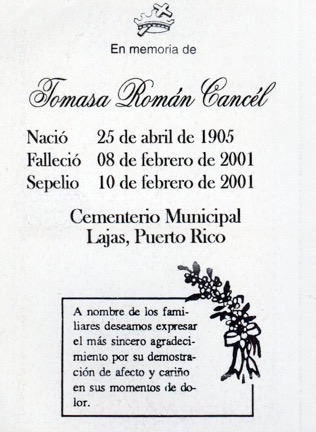 En memoria de
Tomasa Román Cancél
Nació 25 de abril de 1905
Falleció 08 de febrero de 2001
Sepelio 10 de febrero de 2001
Cementerio Municipal
Lajas, Puerto Rico
A nombre de los fami-
liares deseamos expresar
el más sincero agradeci-
miento por su demostra-
ción de afecto y cariño
en sus momentos de do-
lor.